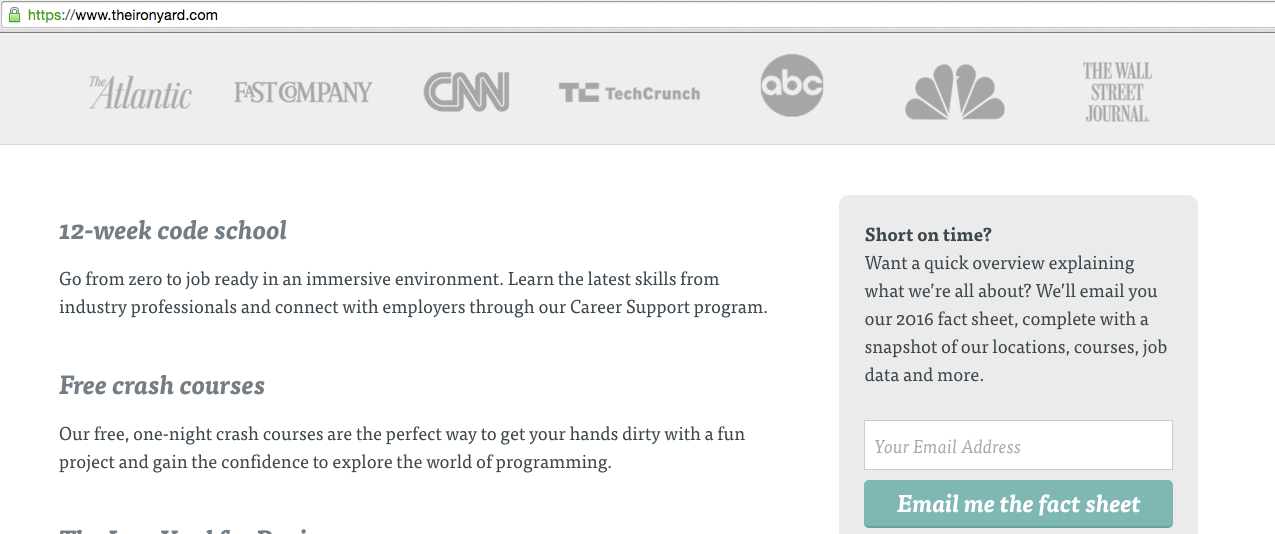 https://www.theironyard.com
The Atlantic
FAST COMPANY
CNN
TechCrunch
abc
THE WALL
STREET
JOURNAL.
12-week code school
Go from zero to job ready in an immersive environment. Learn the latest skills from
industry professionals and connect with employers through our Career Support program.
Free crash courses
Our free, one-night crash courses are the perfect way to get your hands dirty with a fun
project and gain the confidence to explore the world of programming.
Short on time?
Want a quick overview explaining
what we’re all about? We’ll email you
our 2016 fact sheet, complete with a
snapshot of our locations, courses, job
data and more.
Your Email Address
Email me the fact sheet